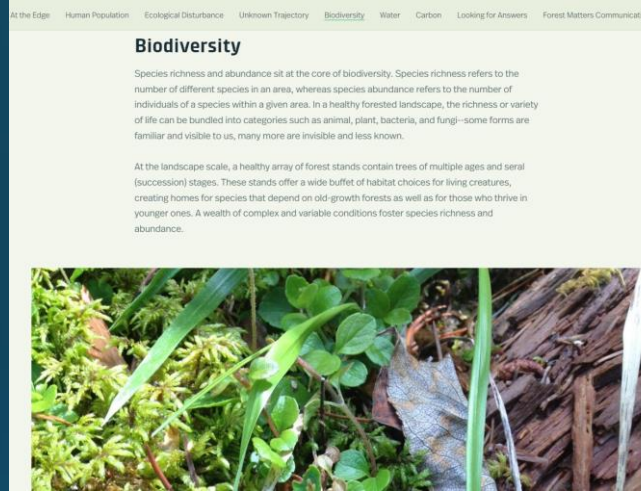 At the Edge Human Population Ecological Disturbance Unknown Trajectory Biodiversity Water Carbon Looking for Answers Forest Matters Communicati
Biodiversity
Species richness and abundance sit at the core of biodiversity. Species richness refers to the
number of different species in an area, whereas species abundance refers to the number of
individuals of a species within a given area. In a healthy forested landscape, the richness or variety
of life can be bundled into categories such as animal, plant, bacteria, and fungi--some forms are
familiar and visible to us, many more are invisible and less known.
At the landscape scale, a healthy array of forest stands contain trees of multiple ages and seral
(succession) stages. These stands offer a wide buffet of habitat choices for living creatures,
creating homes for species that depend on old-growth forests as well as for those who thrive in
younger ones. A wealth of complex and variable conditions foster species richness and
abundance.